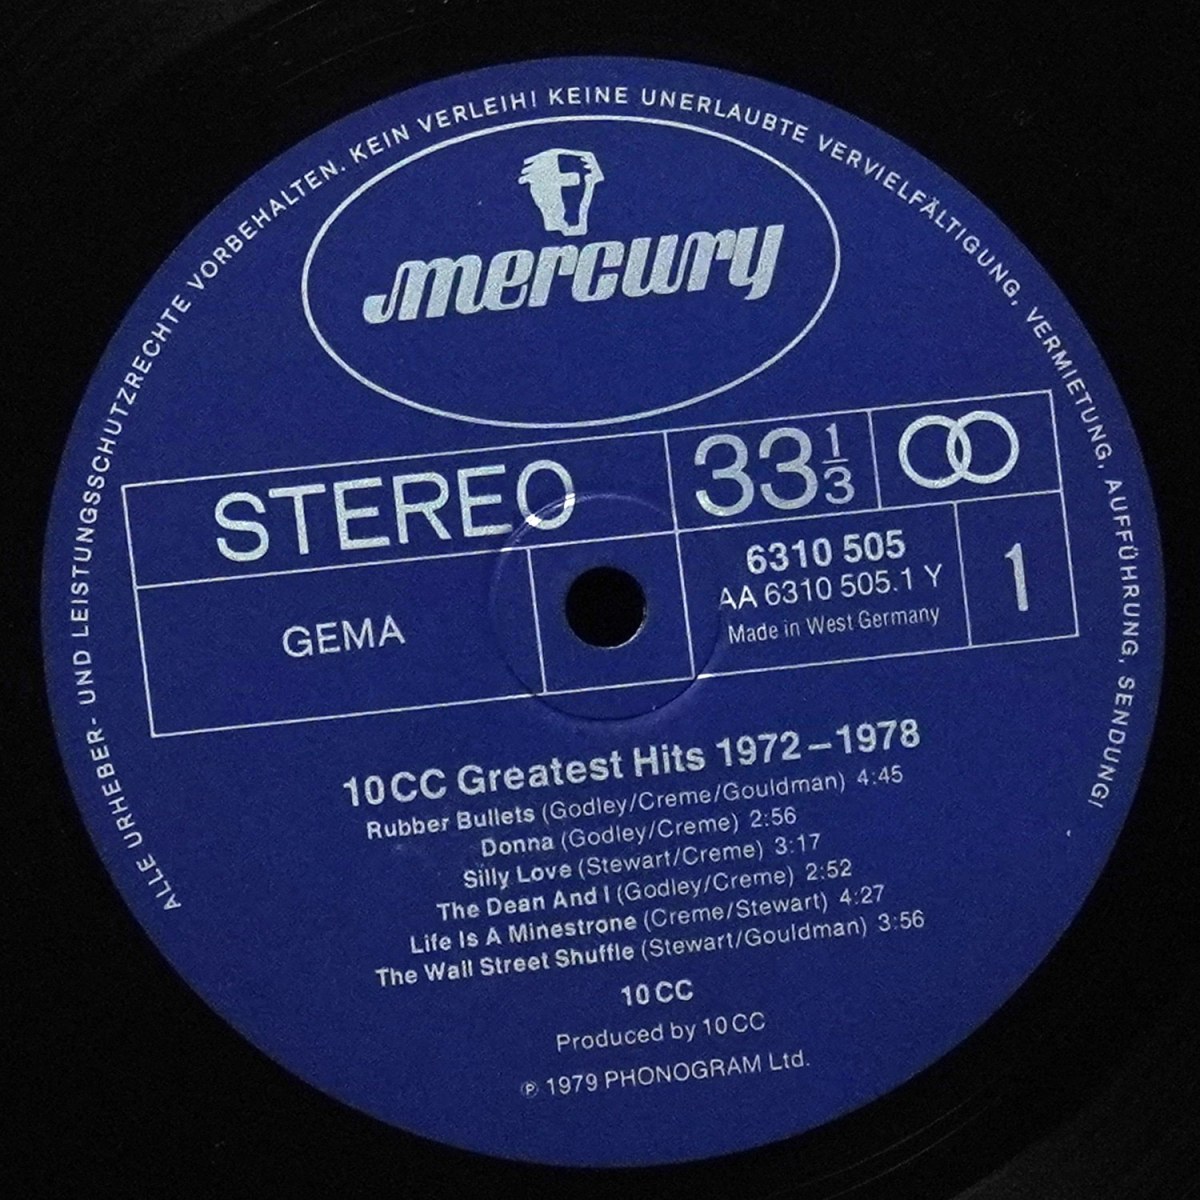 ALLE URHEBER- UND LEISTUNGSSCHUTZRECHTE VORBEHALTEN. KEIN VERLEIH! KEINE UNERLAUBTE VERVIELFÄLTIGUNG, VERMIETUNG, AUFFÜHRUNG, SENDUNG!
mercury
STEREO
33 1/3
GEMA
6310 505
AA 6310 505.1 Y
Made in West Germany
1
10CC Greatest Hits 1972–1978
Rubber Bullets (Godley/Creme/Gouldman) 4:45
Donna (Godley/Creme) 2:56
Silly Love (Stewart/Creme) 3:17
The Dean And I (Godley/Creme) 2:52
Life Is A Minestrone (Creme/Stewart) 4:27
The Wall Street Shuffle (Stewart/Gouldman) 3:56
10CC
Produced by 10CC
℗ 1979 PHONOGRAM Ltd.